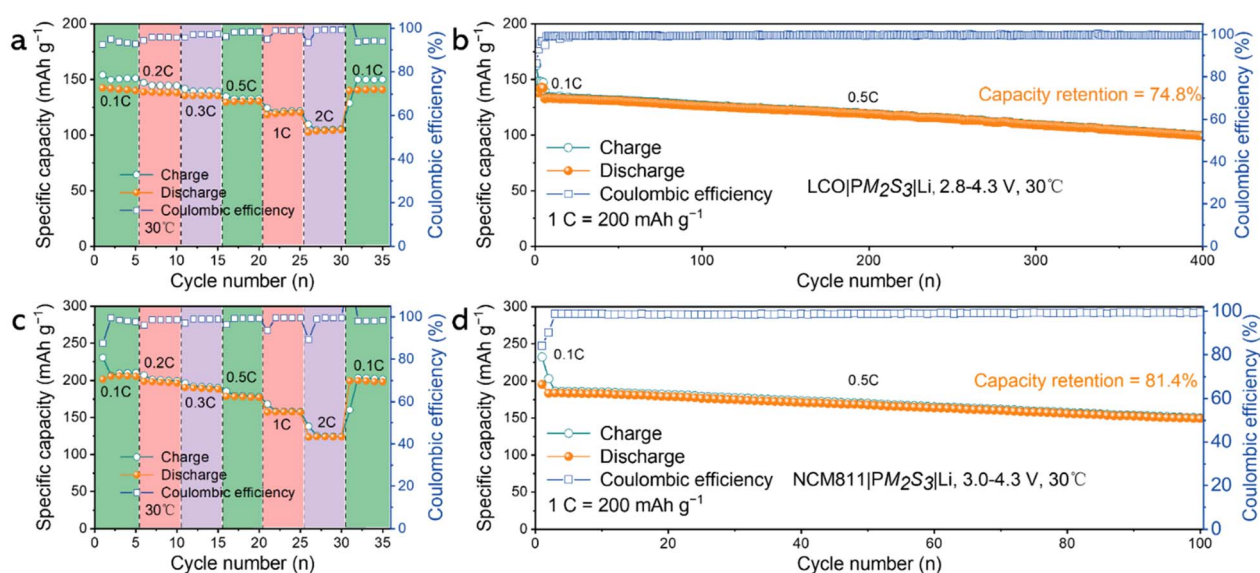 a
Specific capacity (mAh g⁻¹)
200
150
100
50
0
0.1C
0.2C
0.3C
0.5C
1C
2C
0.1C
Charge
Discharge
Coulombic efficiency
30℃
100
80
60
40
20
0
Coulombic efficiency (%)
0 5 10 15 20 25 30 35
Cycle number (n)
b
Specific capacity (mAh g⁻¹)
200
150
100
50
0
0.1C
0.5C
Capacity retention = 74.8%
Charge
Discharge
Coulombic efficiency
LCO|PM2S3|Li, 2.8-4.3 V, 30℃
1 C = 200 mAh g⁻¹
100
80
60
40
20
0
Coulombic efficiency (%)
0 100 200 300 400
Cycle number (n)
c
Specific capacity (mAh g⁻¹)
300
250
200
150
100
50
0
0.1C
0.2C
0.3C
0.5C
1C
2C
0.1C
Charge
Discharge
Coulombic efficiency
30℃
100
80
60
40
20
0
Coulombic efficiency (%)
0 5 10 15 20 25 30 35
Cycle number (n)
d
Specific capacity (mAh g⁻¹)
300
250
200
150
100
50
0
0.1C
0.5C
Capacity retention = 81.4%
Charge
Discharge
Coulombic efficiency
NCM811|PM2S3|Li, 3.0-4.3 V, 30℃
1 C = 200 mAh g⁻¹
100
80
60
40
20
0
Coulombic efficiency (%)
0 20 40 60 80 100
Cycle number (n)